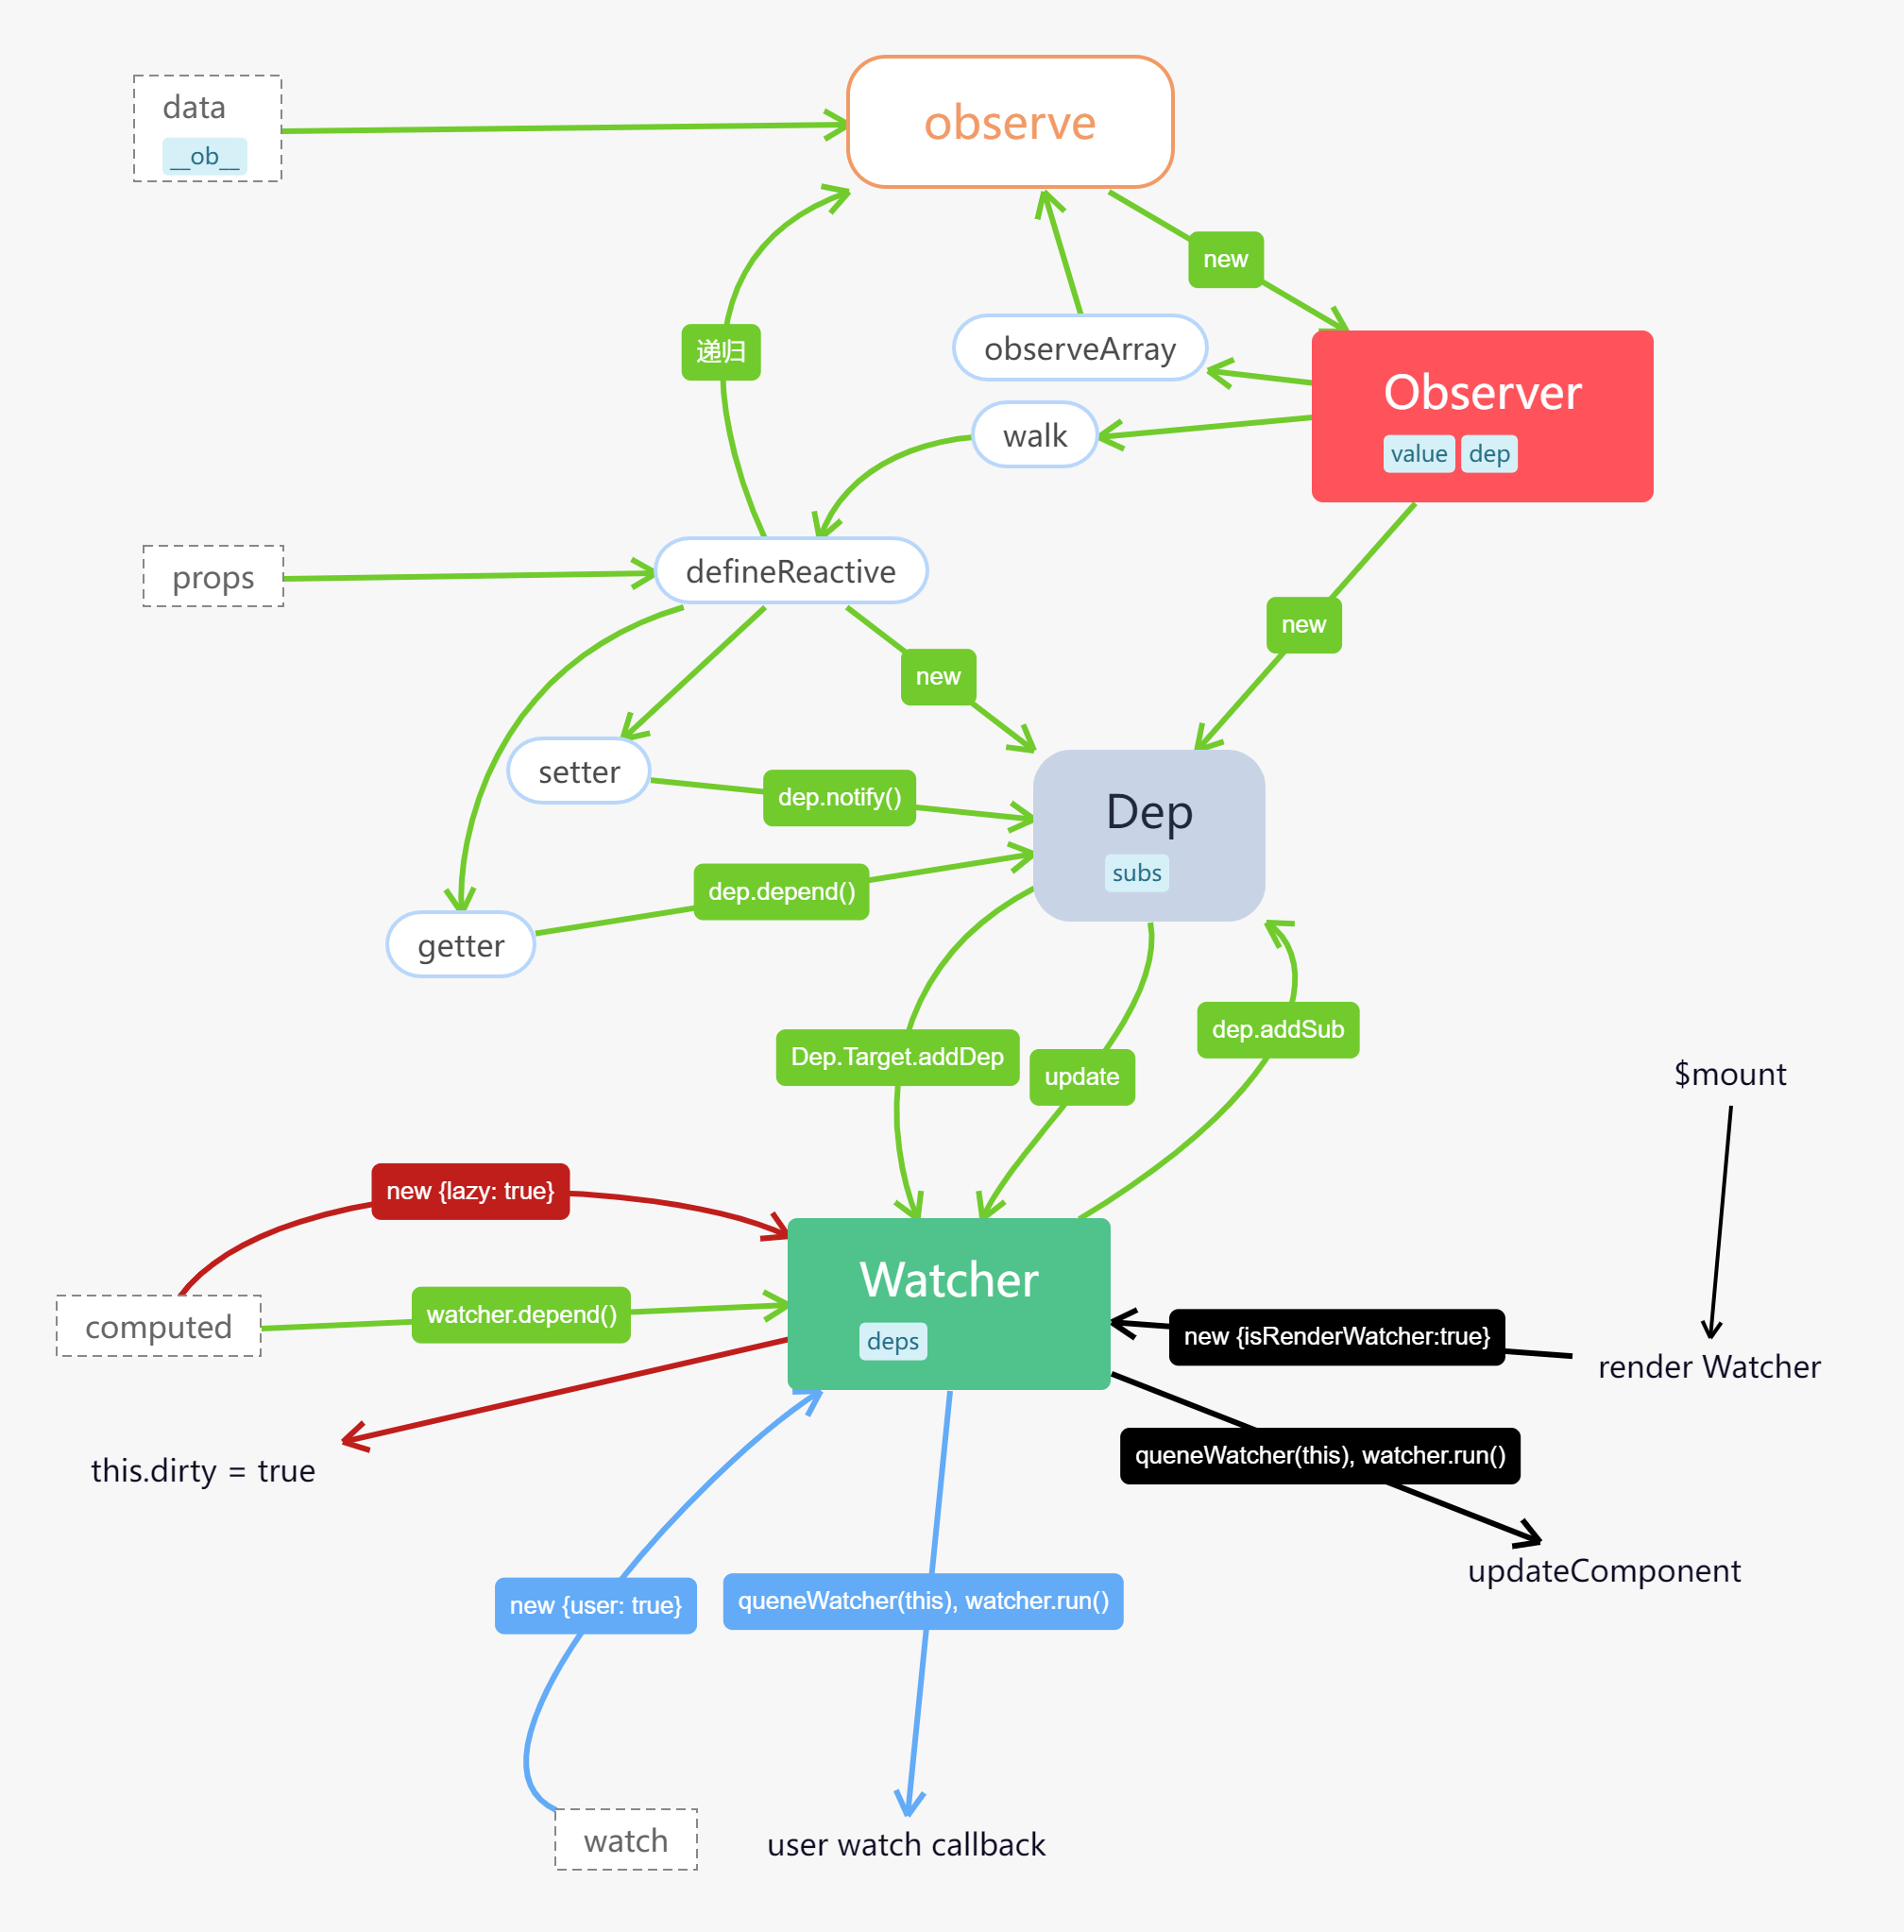 data
__ob__
observe
new
递归
observeArray
Observer
value dep
walk
props
defineReactive
new
new
setter
dep.notify()
Dep
subs
dep.depend()
getter
Dep.Target.addDep
update
dep.addSub
$mount
new {lazy: true}
computed
watcher.depend()
Watcher
deps
new {isRenderWatcher:true}
render Watcher
this.dirty = true
queneWatcher(this), watcher.run()
updateComponent
new {user: true}
queneWatcher(this), watcher.run()
watch
user watch callback